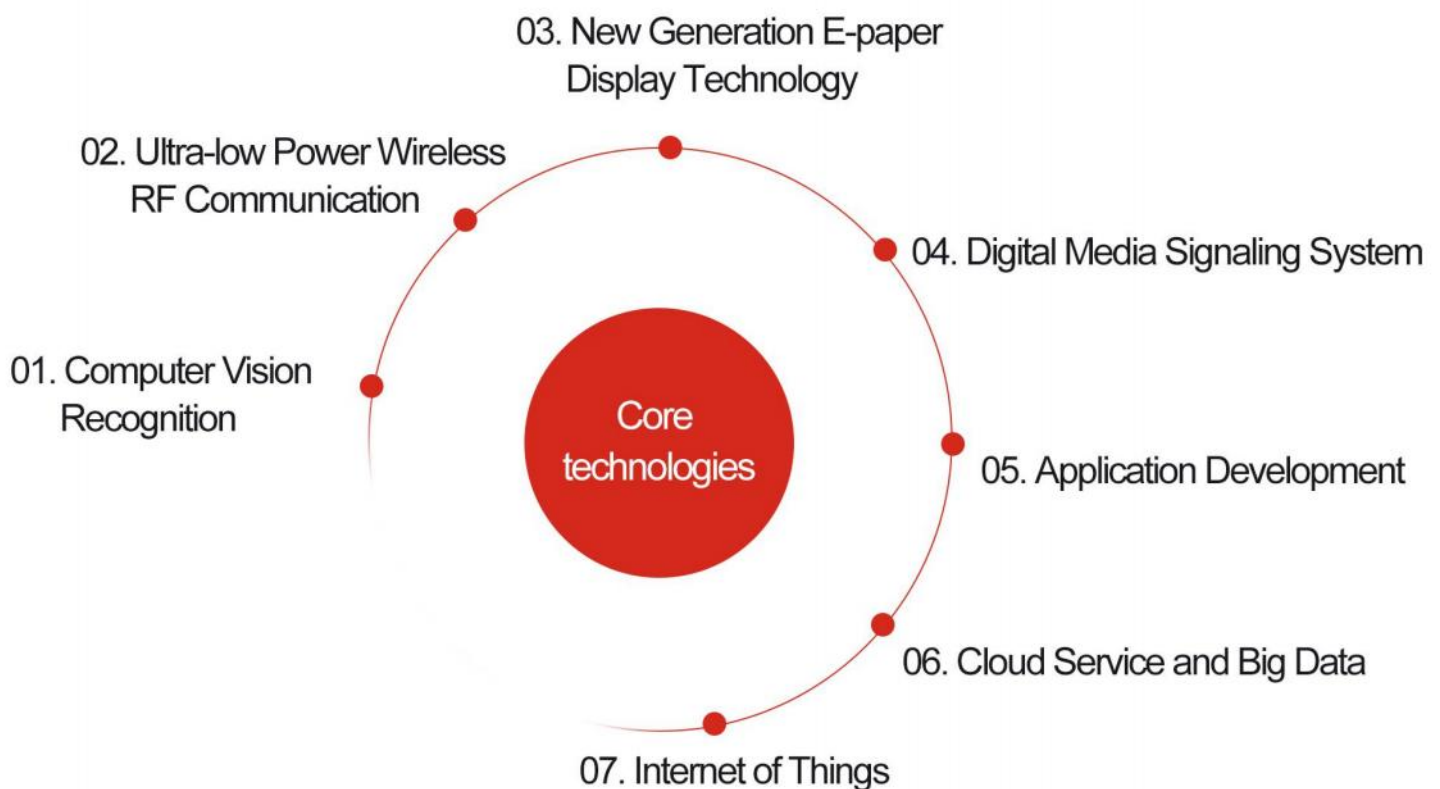 03. New Generation E-paper
Display Technology
02. Ultra-low Power Wireless
RF Communication
04. Digital Media Signaling System
01. Computer Vision
Recognition
Core
technologies
05. Application Development
06. Cloud Service and Big Data
07. Internet of Things